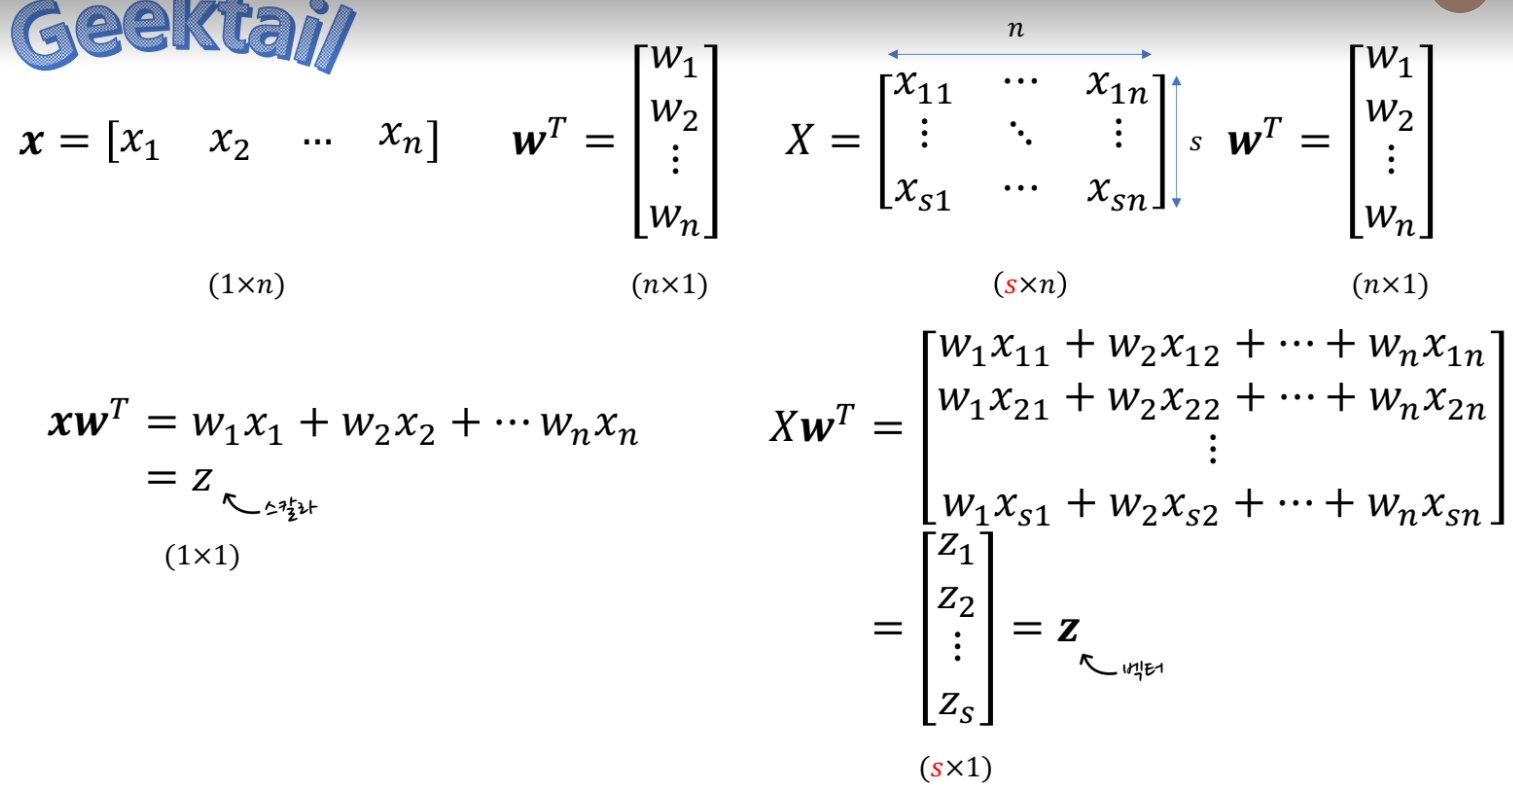 Geektail
x = [x₁ x₂ … xₙ]
wᵀ = [w₁ w₂ ⋮ wₙ]
n
X = [x₁₁ ⋯ x₁ₙ
⋮ ⋱ ⋮
xₛ₁ ⋯ xₛₙ]
s
wᵀ = [w₁ w₂ ⋮ wₙ]
(1×n)
(n×1)
(s×n)
(n×1)
xwᵀ = w₁x₁ + w₂x₂ + ⋯ wₙxₙ
= z
스칼라
(1×1)
Xwᵀ = [w₁x₁₁ + w₂x₁₂ + ⋯ + wₙx₁ₙ
w₁x₂₁ + w₂x₂₂ + ⋯ + wₙx₂ₙ
⋮
w₁xₛ₁ + w₂xₛ₂ + ⋯ + wₙxₛₙ]
= [z₁ z₂ ⋮ zₛ] = z
벡터
(s×1)